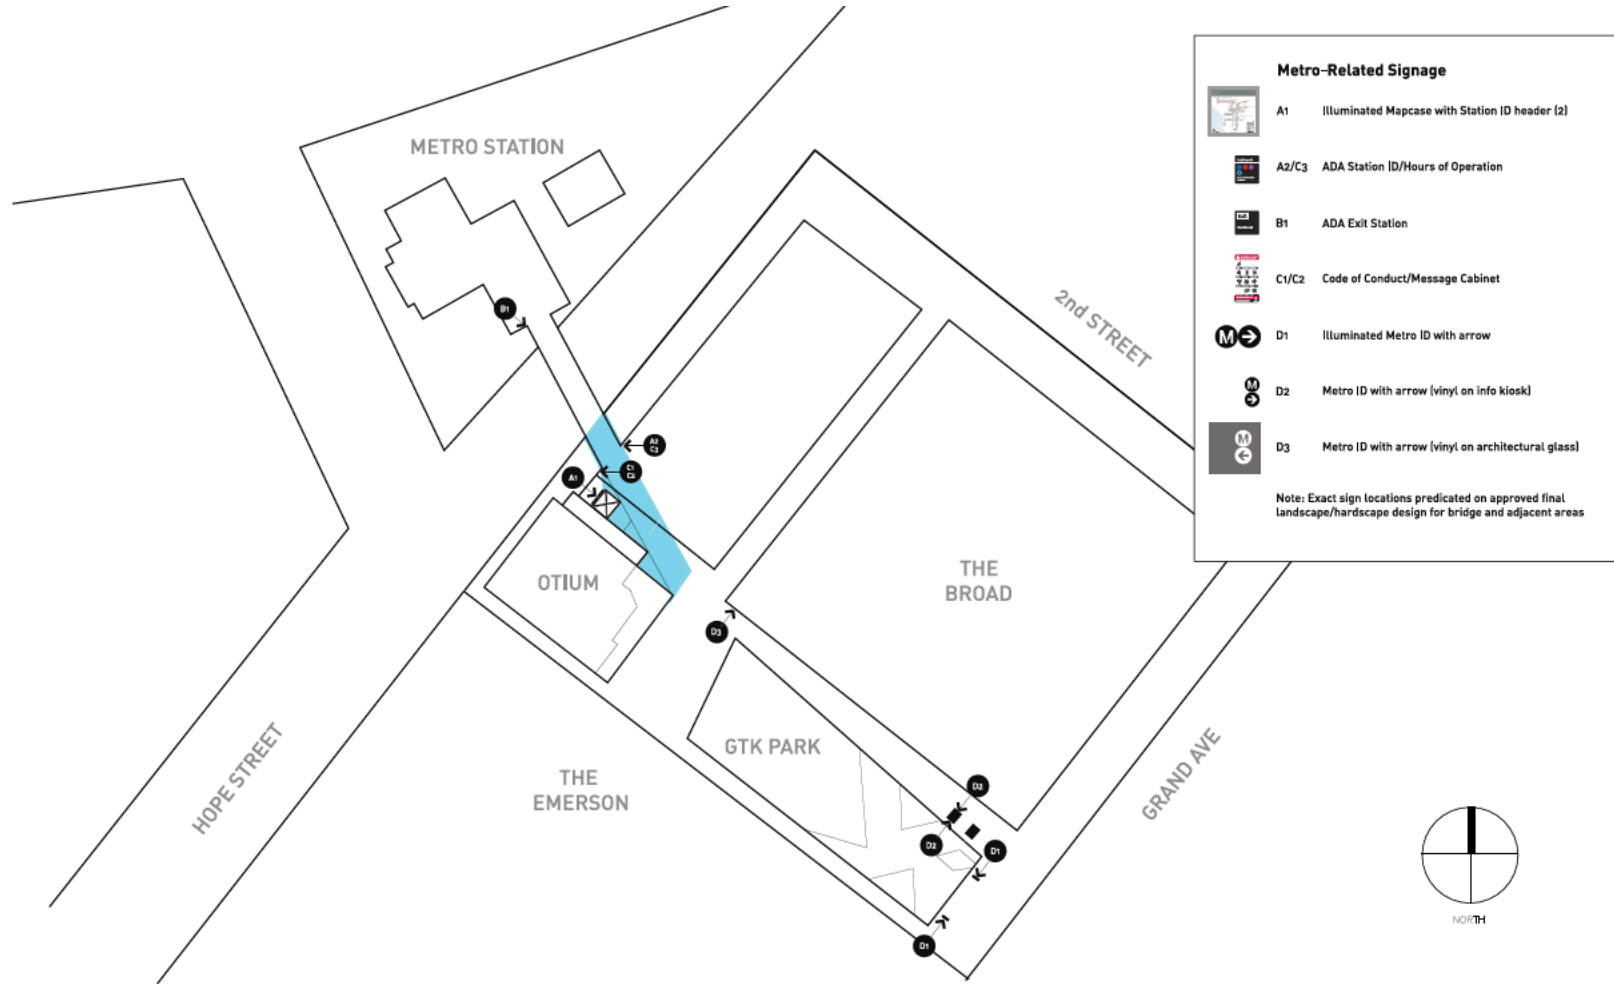 METRO STATION
2nd STREET
HOPE STREET
GRAND AVE
OTIUM
THE
BROAD
GTK PARK
THE
EMERSON
B1
A2
C3
C1
C2
A1
D3
D2
D2
D1
D1
Metro-Related Signage
A1 Illuminated Mapcase with Station ID header (2)
A2/C3 ADA Station ID/Hours of Operation
B1 ADA Exit Station
C1/C2 Code of Conduct/Message Cabinet
M D1 Illuminated Metro ID with arrow
M D2 Metro ID with arrow (vinyl on info kiosk)
M D3 Metro ID with arrow (vinyl on architectural glass)
Note: Exact sign locations predicated on approved final
landscape/hardscape design for bridge and adjacent areas
NORTH